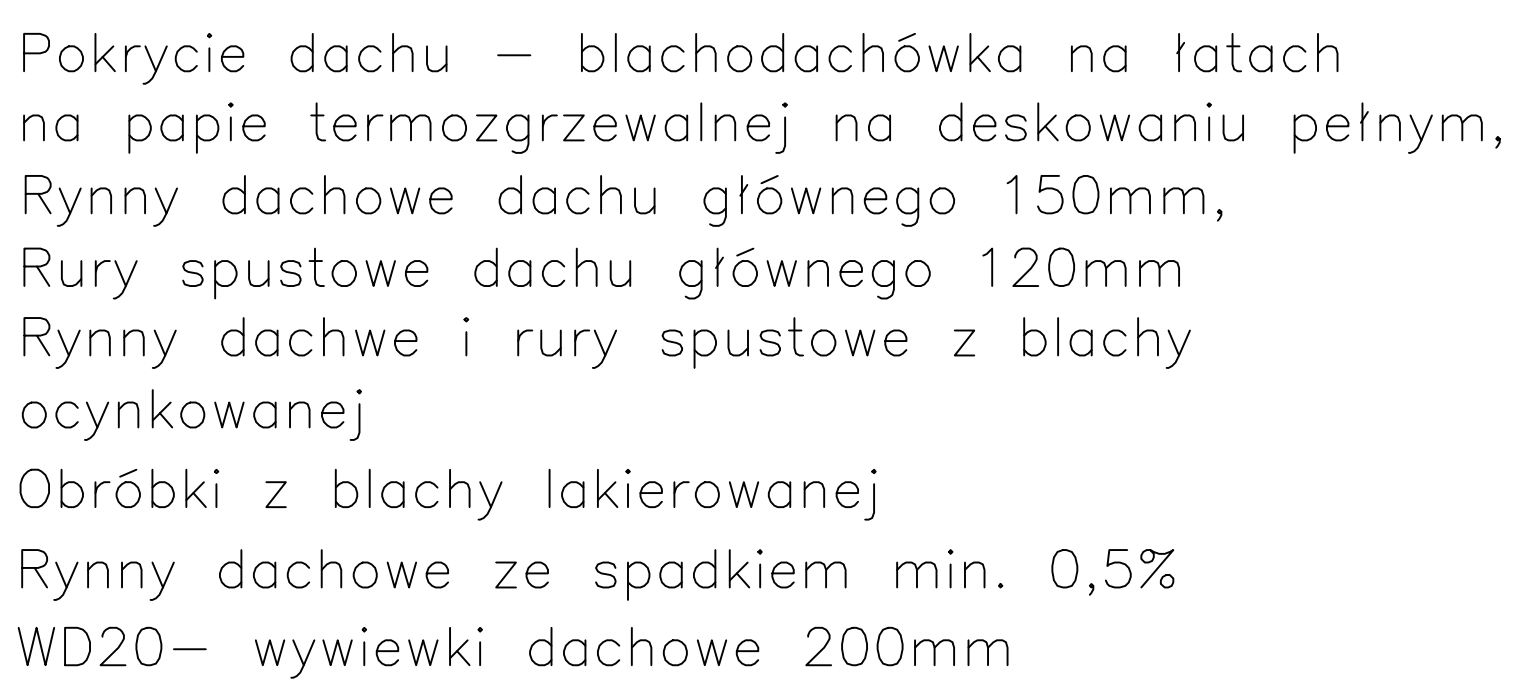 Pokrycie dachu – blachodachówka na łatach
na papie termozgrzewalnej na deskowaniu pełnym,
Rynny dachowe dachu głównego 150mm,
Rury spustowe dachu głównego 120mm
Rynny dachwe i rury spustowe z blachy
ocynkowanej
Obróbki z blachy lakierowanej
Rynny dachowe ze spadkiem min. 0,5%
WD20– wywiewki dachowe 200mm